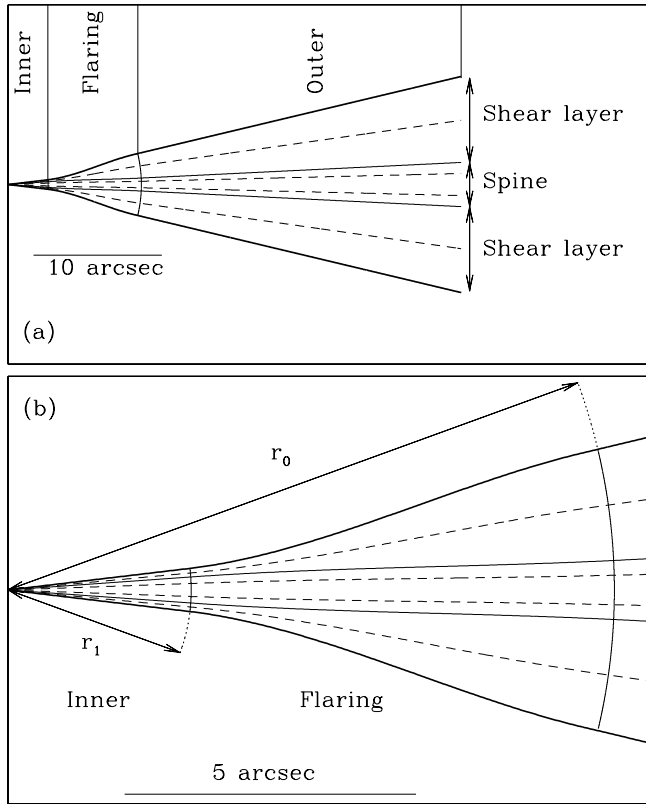 Inner
Flaring
Outer
Shear layer
Spine
Shear layer
10 arcsec
(a)
(b)
r0
r1
Inner
Flaring
5 arcsec